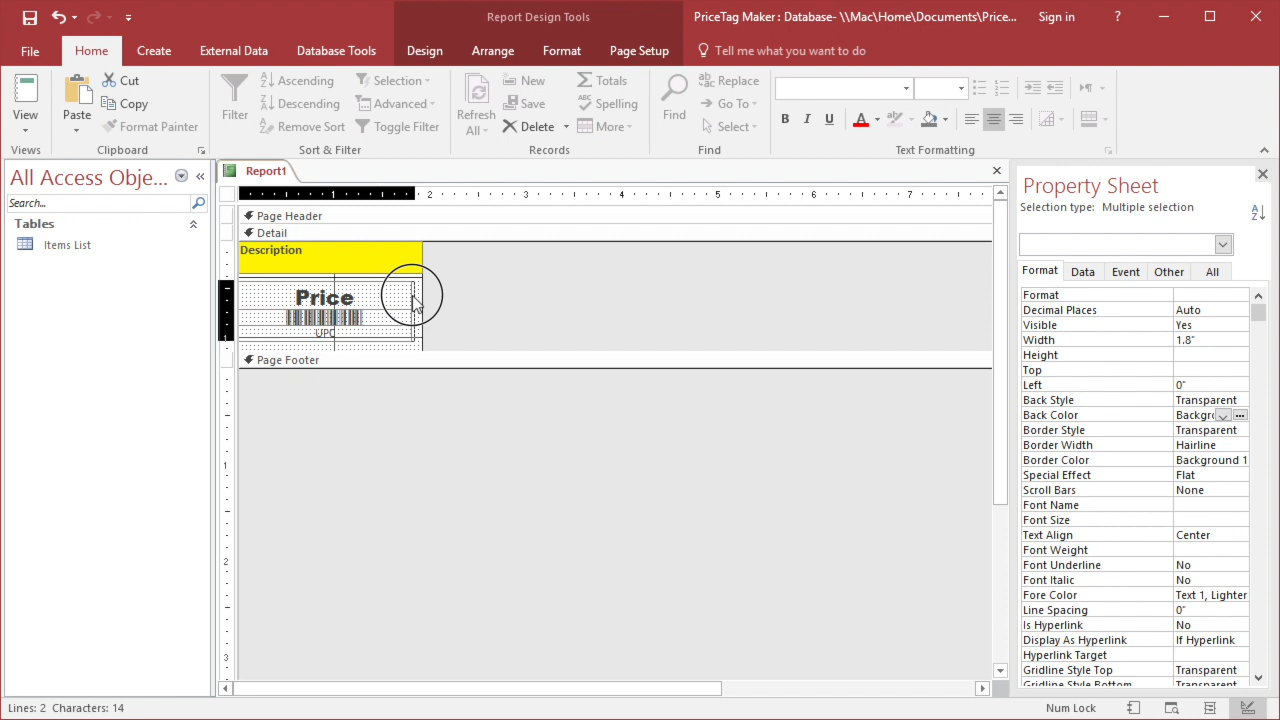 Report Design Tools
PriceTag Maker : Database- \\Mac\Home\Documents\Price...
Sign in
?
File
Home
Create
External Data
Database Tools
Design
Arrange
Format
Page Setup
Tell me what you want to do
View
Views
Paste
Cut
Copy
Format Painter
Clipboard
Filter
Ascending
Descending
Remove Sort
Selection
Advanced
Toggle Filter
Sort & Filter
Refresh
All
New
Save
Delete
Totals
Spelling
More
Records
Find
Replace
Go To
Select
Find
B I U A
Text Formatting
All Access Obje...
Search...
Tables
Items List
Report1
1 2 3 4 5 6 7
Page Header
Detail
Description
Price
UPC
Page Footer
1
2
3
Property Sheet
Selection type: Multiple selection
Format
Data
Event
Other
All
Format
Decimal Places Auto
Visible Yes
Width 1.8"
Height
Top
Left 0"
Back Style Transparent
Back Color Backgro
Border Style Transparent
Border Width Hairline
Border Color Background 1
Special Effect Flat
Scroll Bars None
Font Name
Font Size
Text Align Center
Font Weight
Font Underline No
Font Italic No
Fore Color Text 1, Lighter
Line Spacing 0"
Is Hyperlink No
Display As Hyperlink If Hyperlink
Hyperlink Target
Gridline Style Top Transparent
Gridline Style Bottom Transparent
Lines: 2 Characters: 14
Num Lock